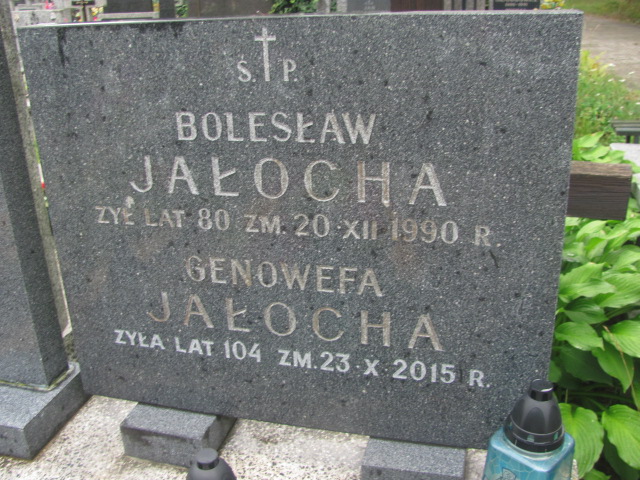 Ś. P.
BOLESŁAW
JAŁOCHA
ŻYŁ LAT 80 ZM. 20·XII 1990 R.
GENOWEFA
JAŁOCHA
ŻYŁA LAT 104 ZM. 23·X 2015 R.